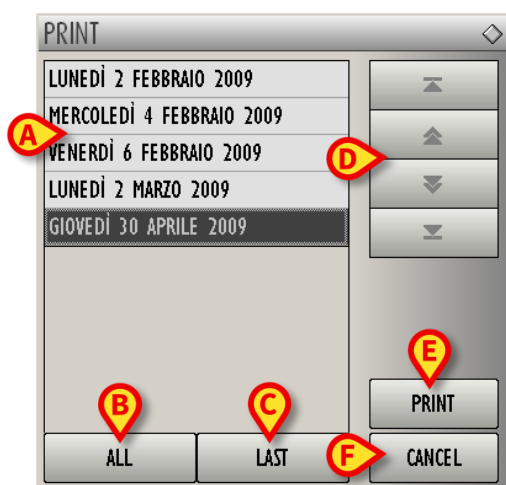 PRINT
LUNEDÌ 2 FEBBRAIO 2009
MERCOLEDÌ 4 FEBBRAIO 2009
A
VENERDÌ 6 FEBBRAIO 2009
D
LUNEDÌ 2 MARZO 2009
GIOVEDÌ 30 APRILE 2009
E
B
C
PRINT
ALL
LAST
F
CANCEL